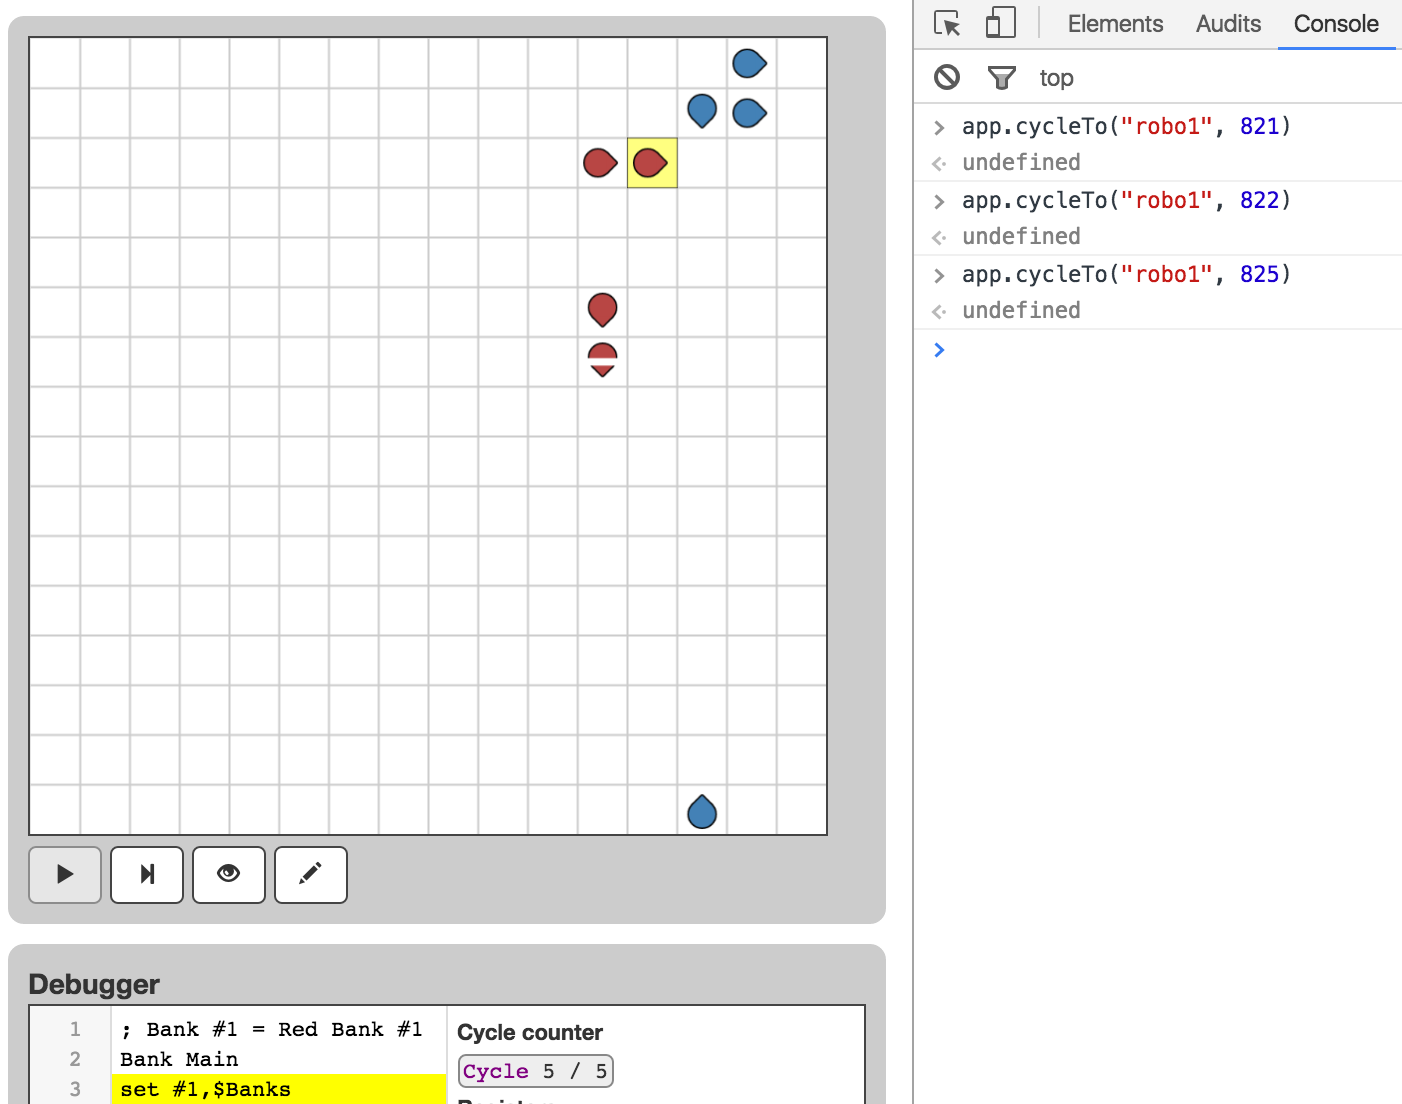 Elements Audits Console
top
> app.cycleTo("robo1", 821)
undefined
> app.cycleTo("robo1", 822)
undefined
> app.cycleTo("robo1", 825)
undefined
>
Debugger
1 ; Bank #1 = Red Bank #1
2 Bank Main
3 set #1,$Banks
Cycle counter
Cycle 5 / 5